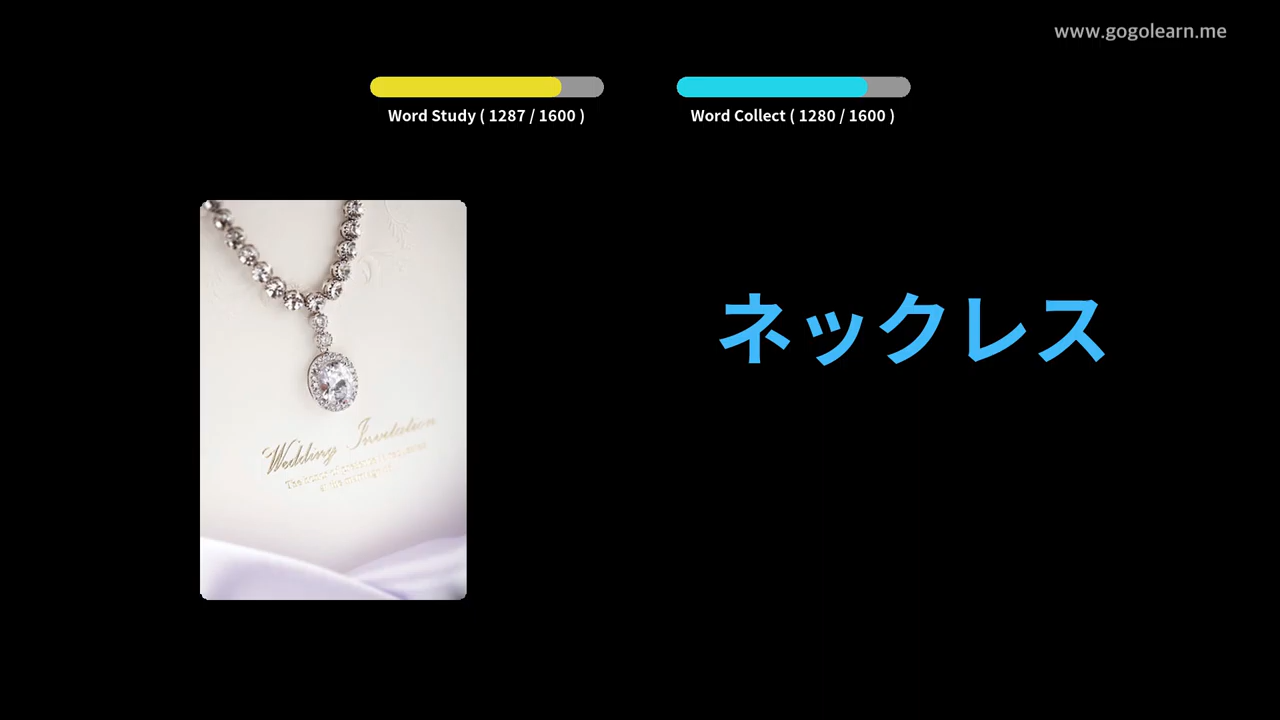 www.gogolearn.me
Word Study ( 1287 / 1600 )
Word Collect ( 1280 / 1600 )
ネックレス
Wedding Invitation